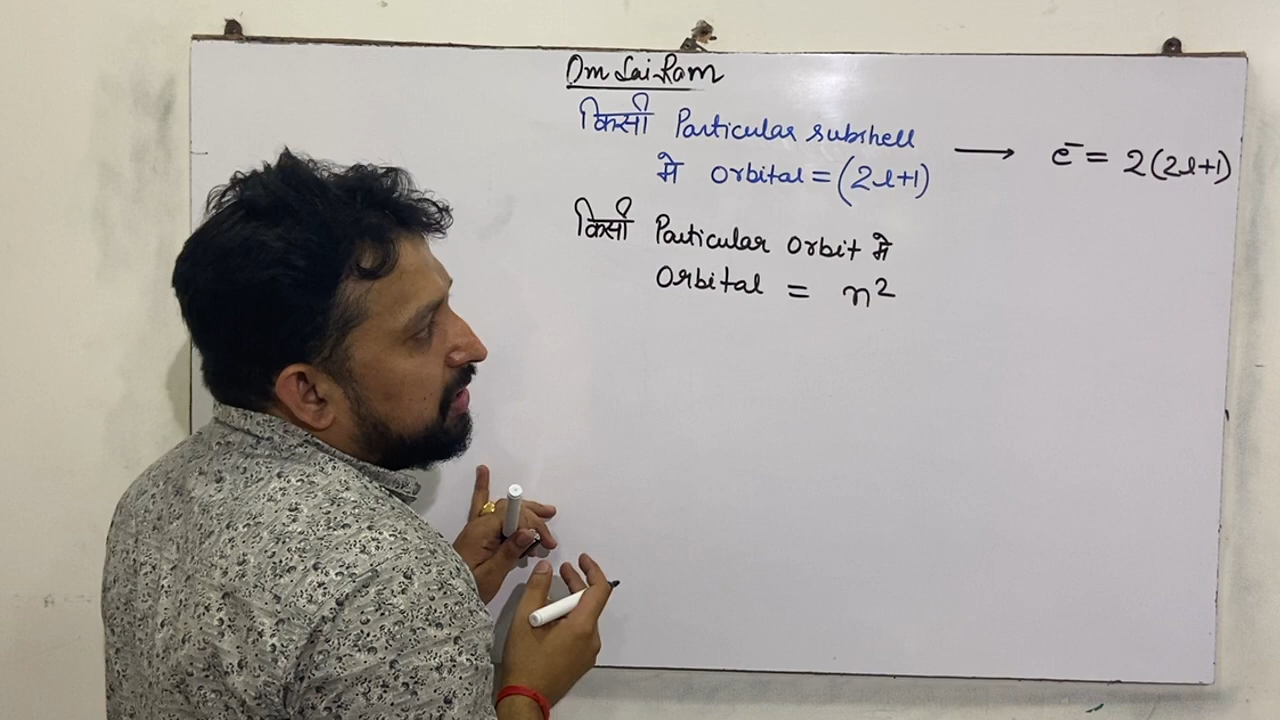 Om Sai Ram
किसी Particular subshell
मे orbital = (2l+1) ⟶ e⁻ = 2(2l+1)
किसी Particular orbit मे
Orbital = n²